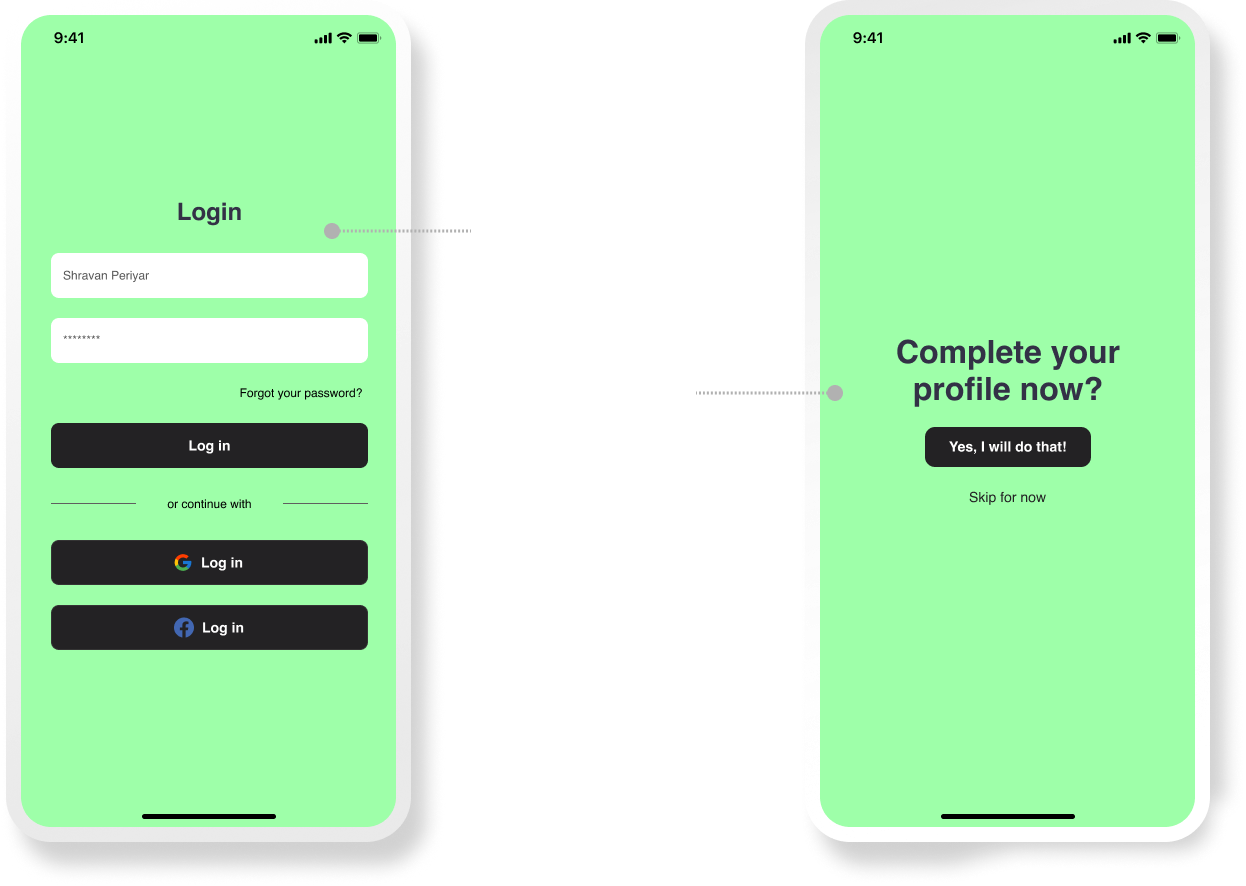 9:41
Login
Shravan Periyar
********
Forgot your password?
Log in
or continue with
Log in
Log in
9:41
Complete your
profile now?
Yes, I will do that!
Skip for now